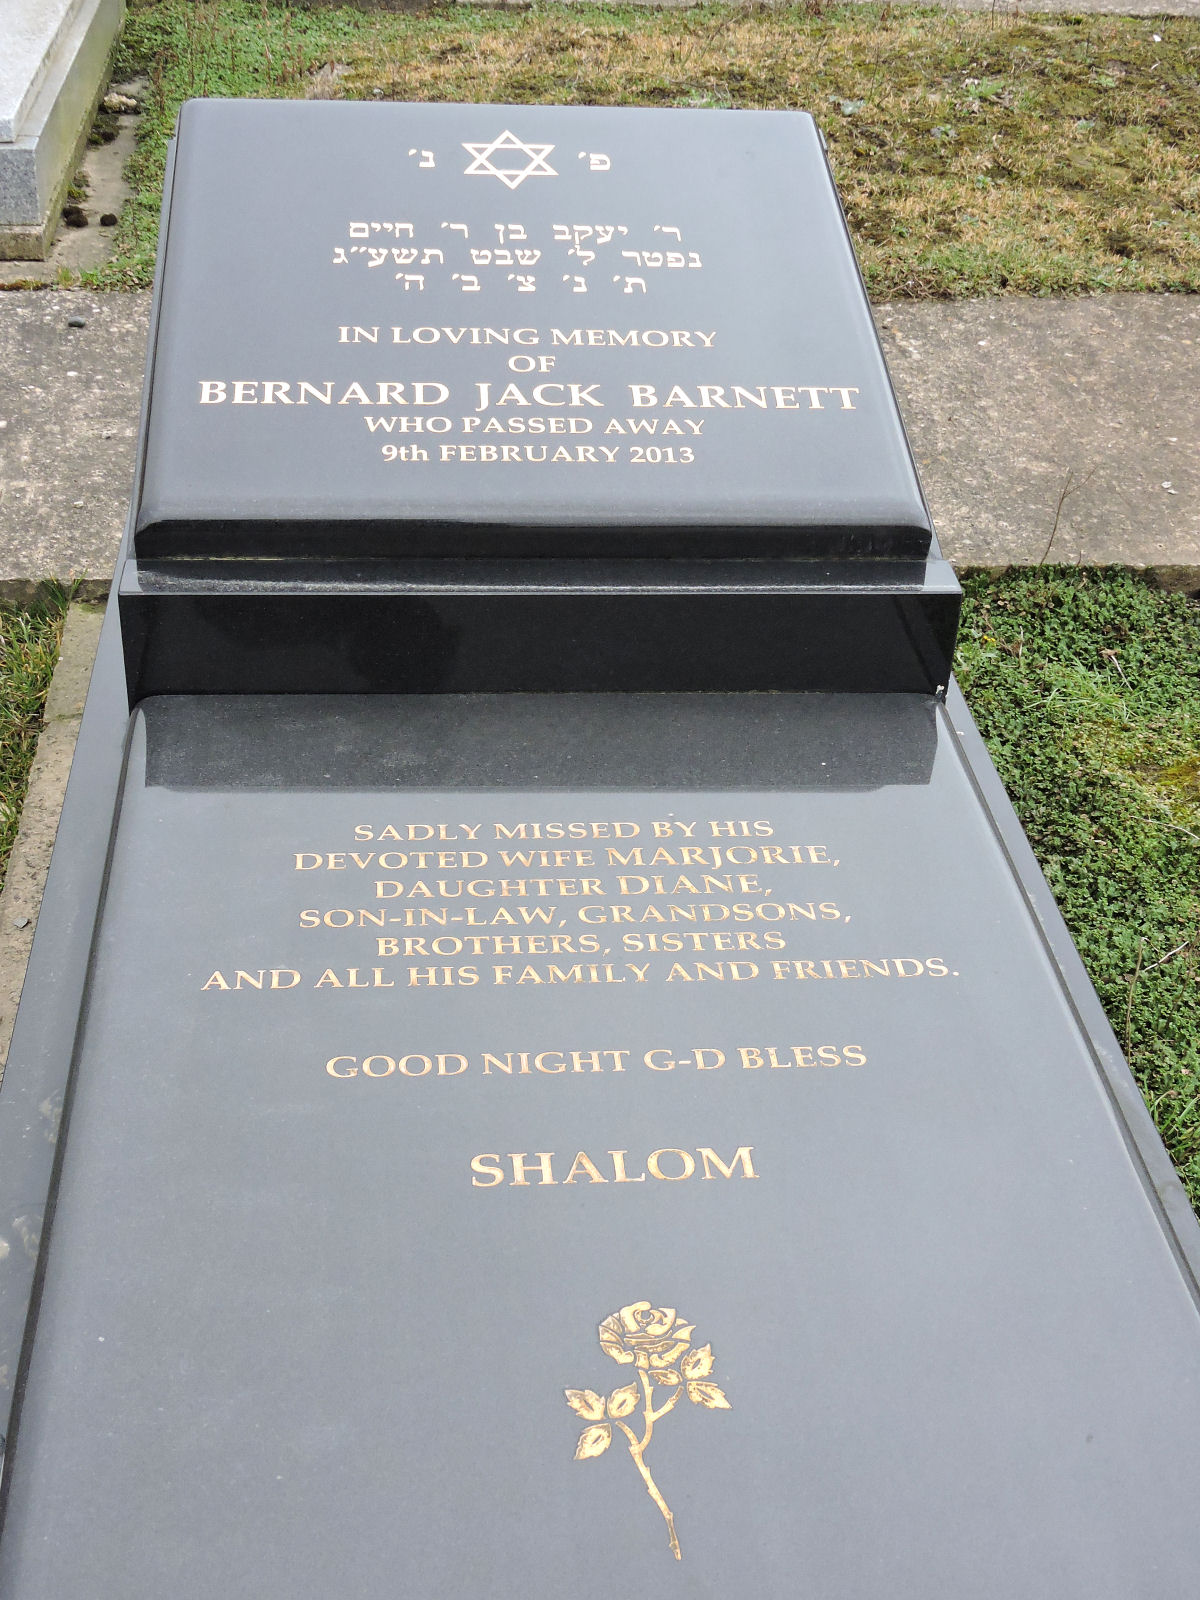 פ׳ נ׳
ר׳ יעקב בן ר׳ חיים
נפטר ל׳ שבט תשע״ג
ת׳ נ׳ צ׳ ב׳ ה׳
IN LOVING MEMORY
OF
BERNARD JACK BARNETT
WHO PASSED AWAY
9th FEBRUARY 2013
SADLY MISSED BY HIS
DEVOTED WIFE MARJORIE,
DAUGHTER DIANE,
SON-IN-LAW, GRANDSONS,
BROTHERS, SISTERS
AND ALL HIS FAMILY AND FRIENDS.
GOOD NIGHT G-D BLESS
SHALOM